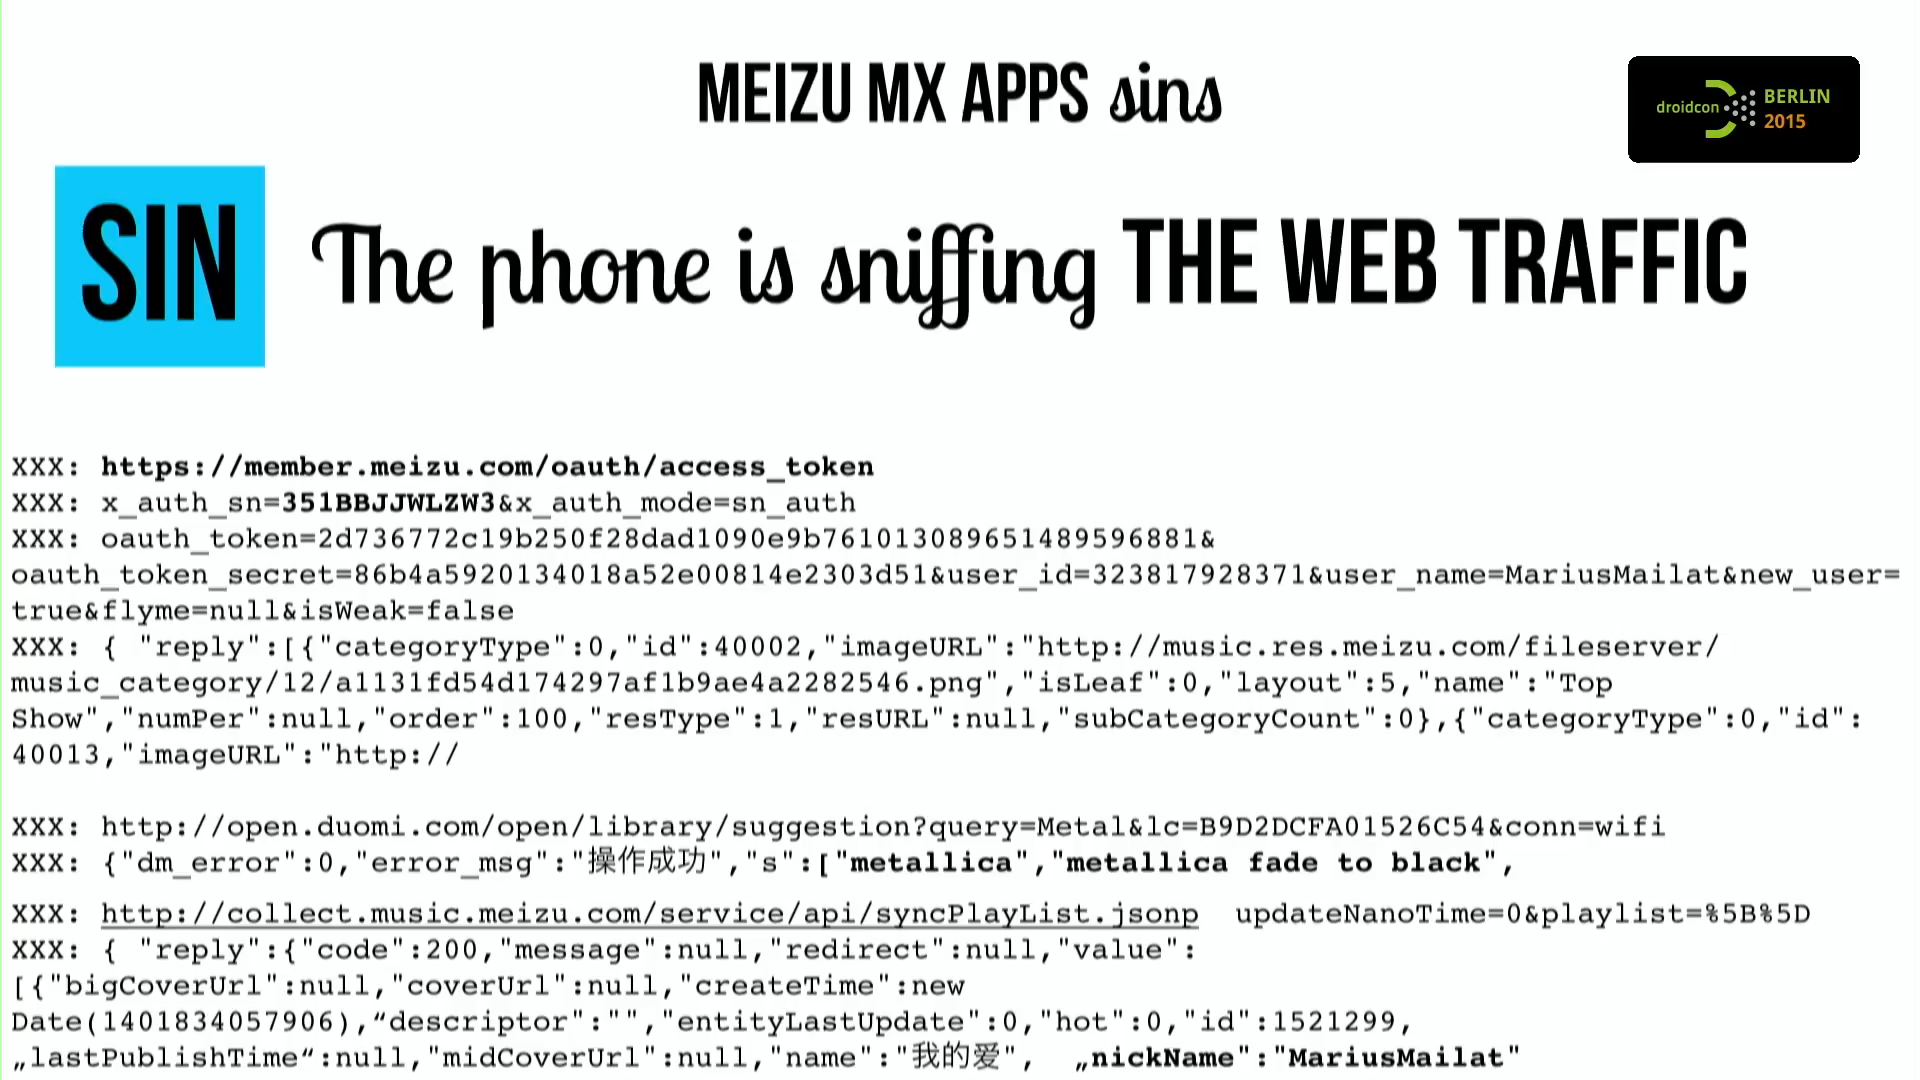 MEIZU MX APPS sins
droidcon BERLIN
2015
SIN The phone is sniffing THE WEB TRAFFIC
XXX: https://member.meizu.com/oauth/access_token
XXX: x_auth_sn=351BBJJWLZW3&x_auth_mode=sn_auth
XXX: oauth_token=2d736772c19b250f28dad1090e9b761013089651489596881&
oauth_token_secret=86b4a5920134018a52e00814e2303d51&user_id=323817928371&user_name=MariusMailat&new_user=
true&flyme=null&isWeak=false
XXX: { "reply":[{"categoryType":0,"id":40002,"imageURL":"http://music.res.meizu.com/fileserver/
music_category/12/a1131fd54d174297af1b9ae4a2282546.png","isLeaf":0,"layout":5,"name":"Top
Show","numPer":null,"order":100,"resType":1,"resURL":null,"subCategoryCount":0},{"categoryType":0,"id":
40013,"imageURL":"http://
XXX: http://open.duomi.com/open/library/suggestion?query=Metal&lc=B9D2DCFA01526C54&conn=wifi
XXX: {"dm_error":0,"error_msg":"操作成功","s":["metallica","metallica fade to black",
XXX: http://collect.music.meizu.com/service/api/syncPlayList.jsonp updateNanoTime=0&playlist=%5B%5D
XXX: { "reply":{"code":200,"message":null,"redirect":null,"value":
[{"bigCoverUrl":null,"coverUrl":null,"createTime":new
Date(1401834057906),“descriptor":"","entityLastUpdate":0,"hot":0,"id":1521299,
„lastPublishTime“:null,"midCoverUrl":null,"name":"我的爱", „nickName":"MariusMailat"